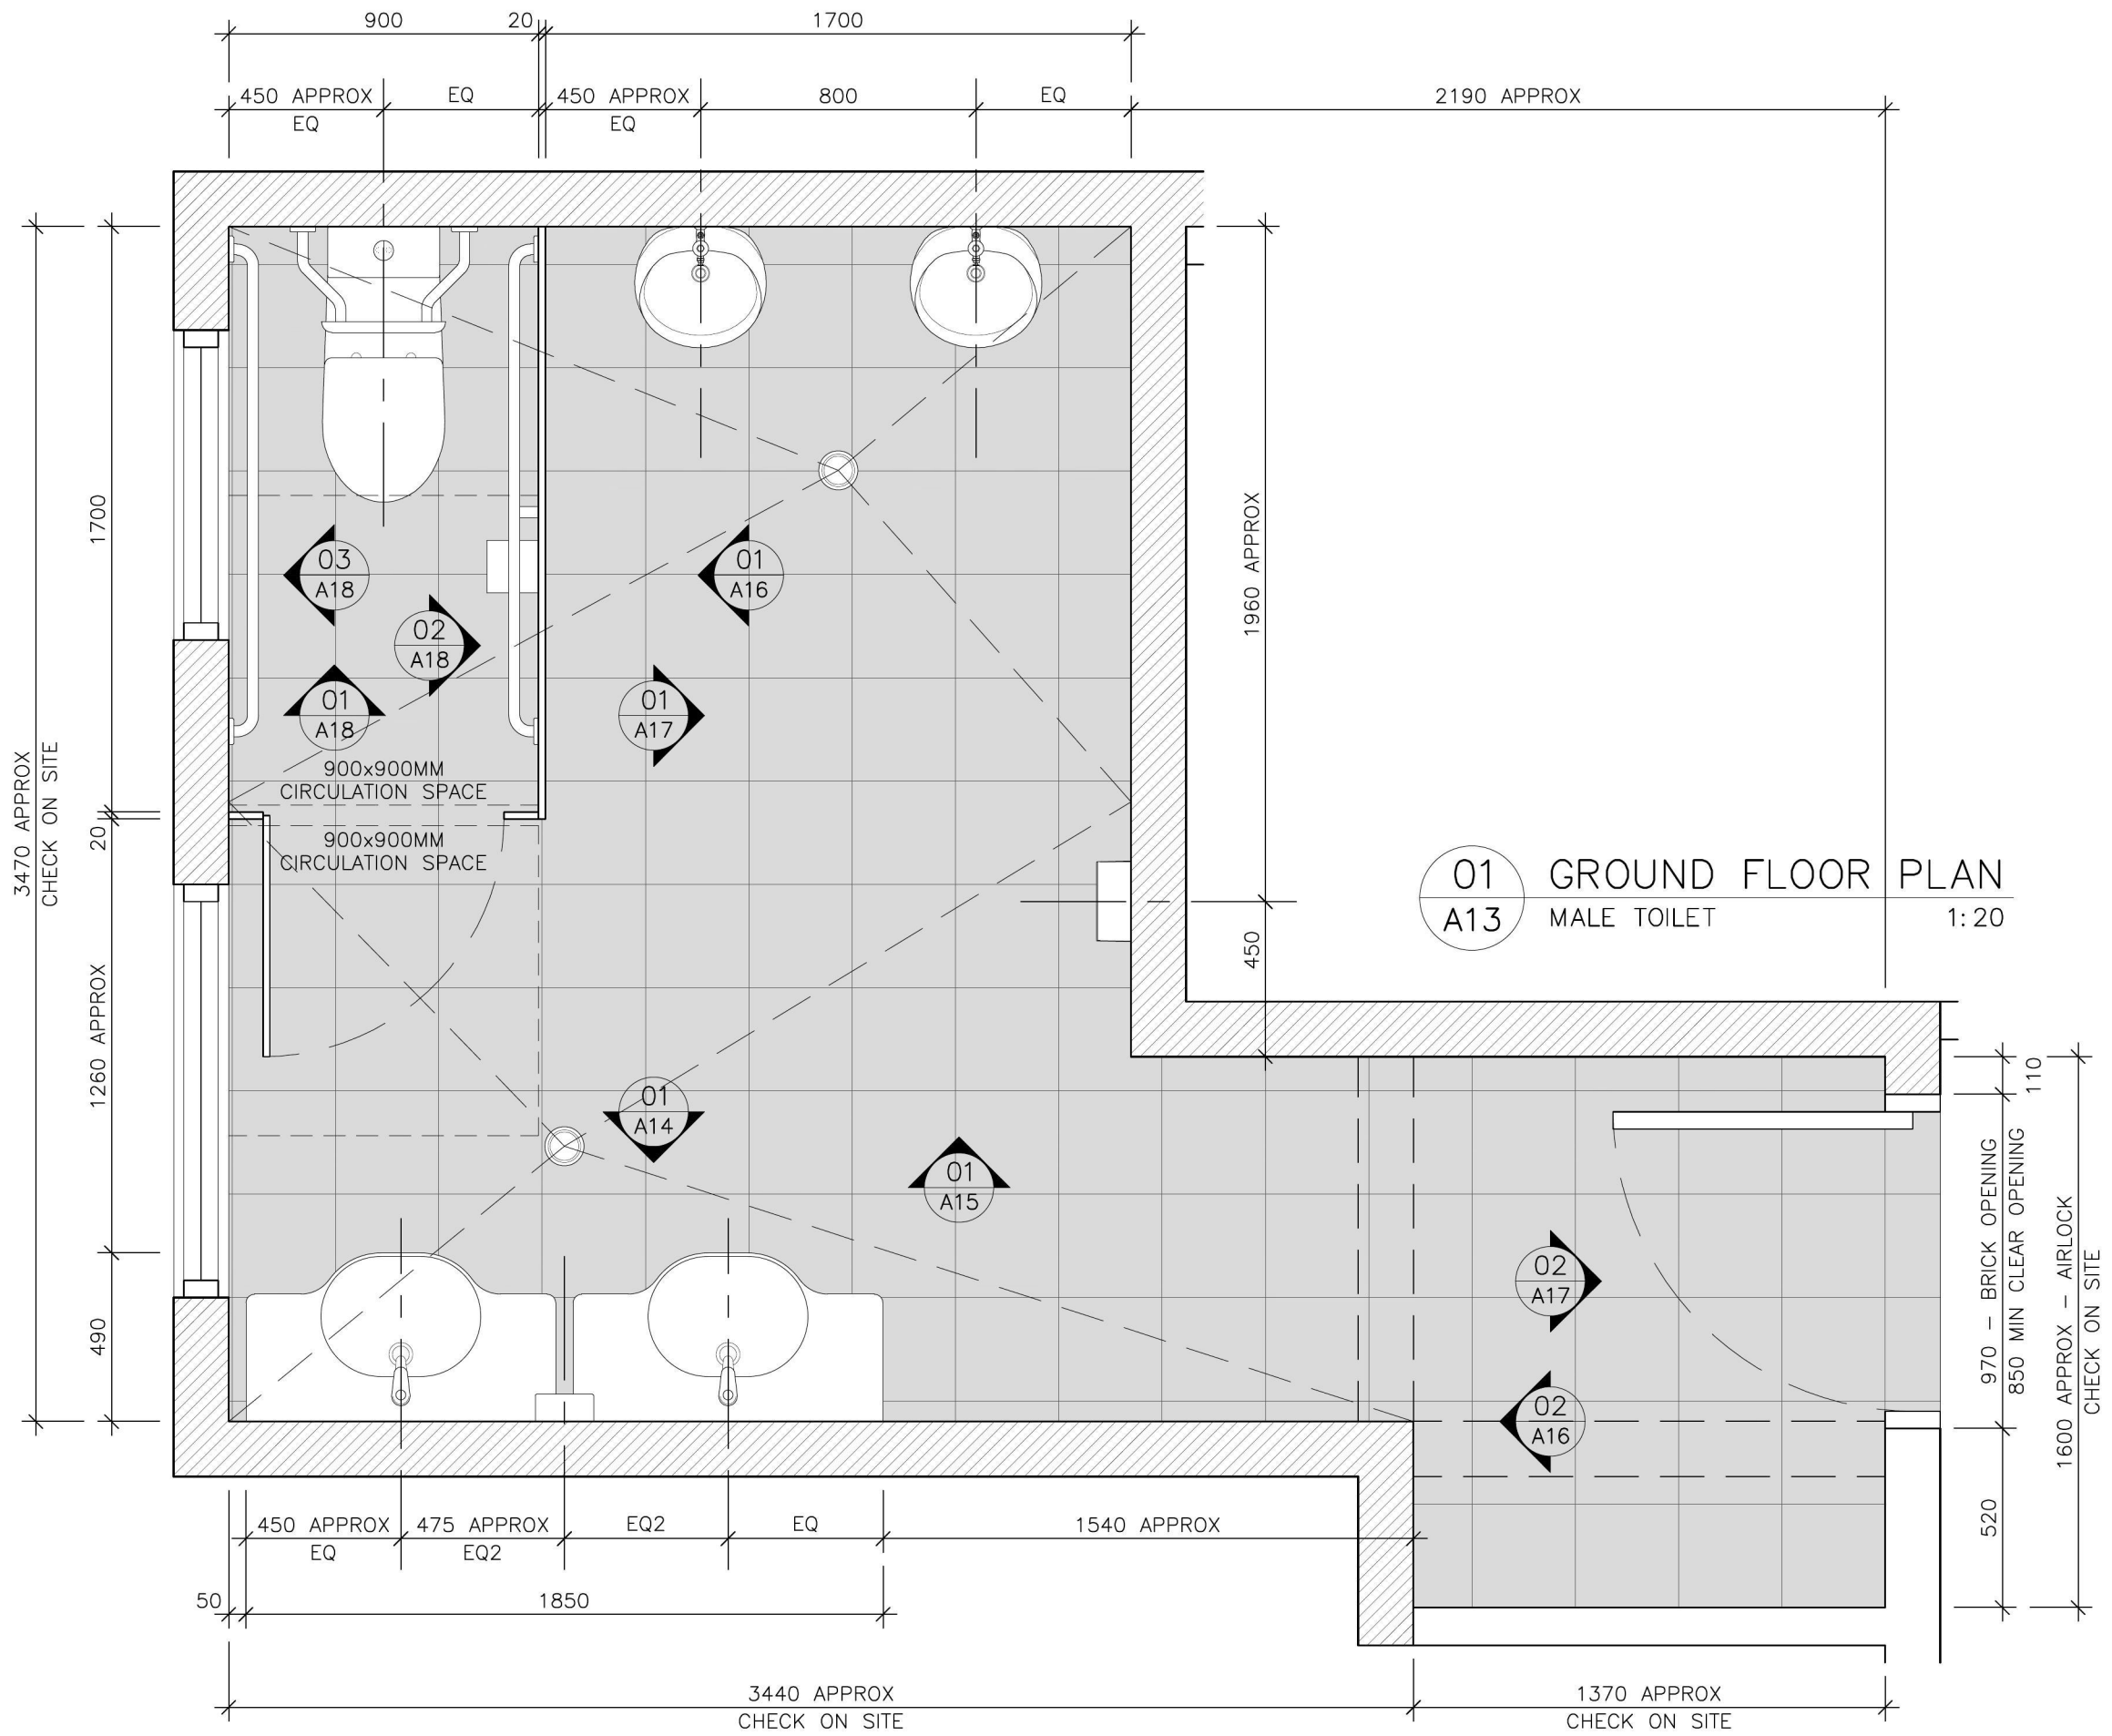 900
20
1700
450 APPROX
EQ
EQ
450 APPROX
EQ
800
EQ
2190 APPROX
3470 APPROX
CHECK ON SITE
1700
20
1260 APPROX
490
03
A18
02
A18
01
A18
01
A16
01
A17
900x900MM
CIRCULATION SPACE
900x900MM
CIRCULATION SPACE
1960 APPROX
450
01
A13
GROUND FLOOR PLAN
MALE TOILET
1:20
01
A14
01
A15
02
A17
02
A16
110
970 - BRICK OPENING
850 MIN CLEAR OPENING
520
1600 APPROX - AIRLOCK
CHECK ON SITE
450 APPROX
EQ
475 APPROX
EQ2
EQ2
EQ
1540 APPROX
50
1850
3440 APPROX
CHECK ON SITE
1370 APPROX
CHECK ON SITE